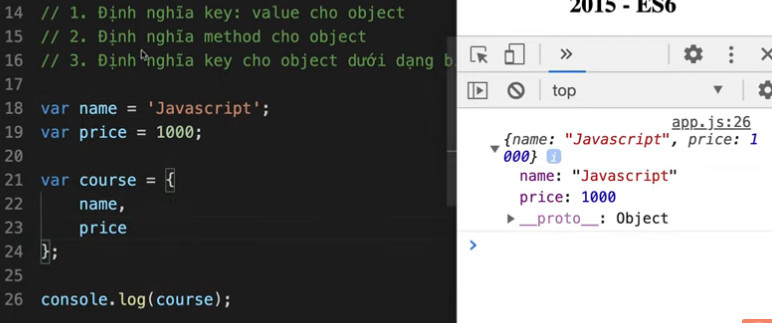 2015 - ES6
14 // 1. Định nghĩa key: value cho object
15 // 2. Định nghĩa method cho object
16 // 3. Định nghĩa key cho object dưới dạng
17
18 var name = 'Javascript';
19 var price = 1000;
20
21 var course = {
22 name,
23 price
24 };
25
26 console.log(course);
top
app.js:26
{name: "Javascript", price: 1
000} i
name: "Javascript"
price: 1000
__proto__: Object